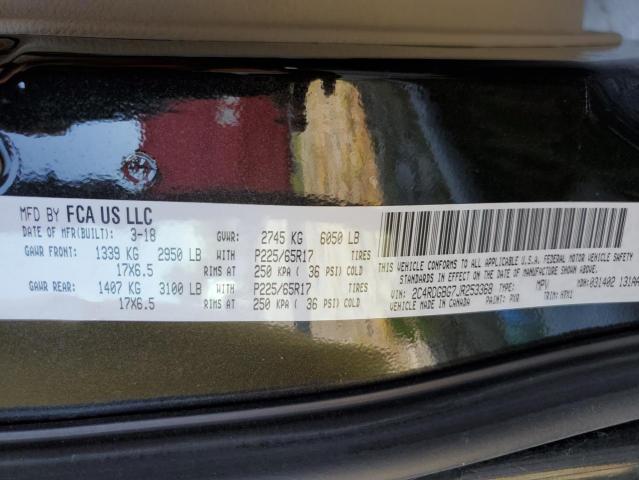 MFD BY FCA US LLC
DATE OF MFR(BUILT): 3-18 GVWR: 2745 KG 6050 LB
GAWR FRONT: 1339 KG 2950 LB WITH P225/65R17 TIRES
17X6.5 RIMS AT 250 KPA ( 36 PSI) COLD
GAWR REAR: 1407 KG 3100 LB WITH P225/65R17 TIRES
17X6.5 RIMS AT 250 KPA ( 36 PSI) COLD
THIS VEHICLE CONFORMS TO ALL APPLICABLE U.S.A. FEDERAL MOTOR VEHICLE SAFETY
STANDARDS IN EFFECT ON THE DATE OF MANUFACTURE SHOWN ABOVE.
VIN: 2C4RDGBG7JR253368 TYPE: MPV MDH: 031402 131AA
VEHICLE MADE IN CANADA PAINT: PXR TRIM: